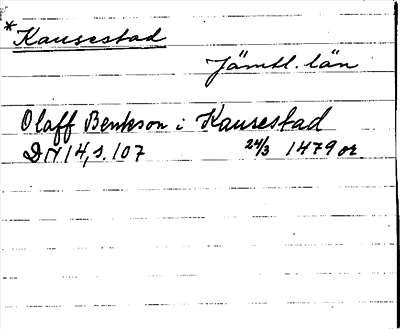 *Kausestad
Jämtl. län
Olaff Benkson i Kausestad
DN 14, s. 107 24/3 1479 or.